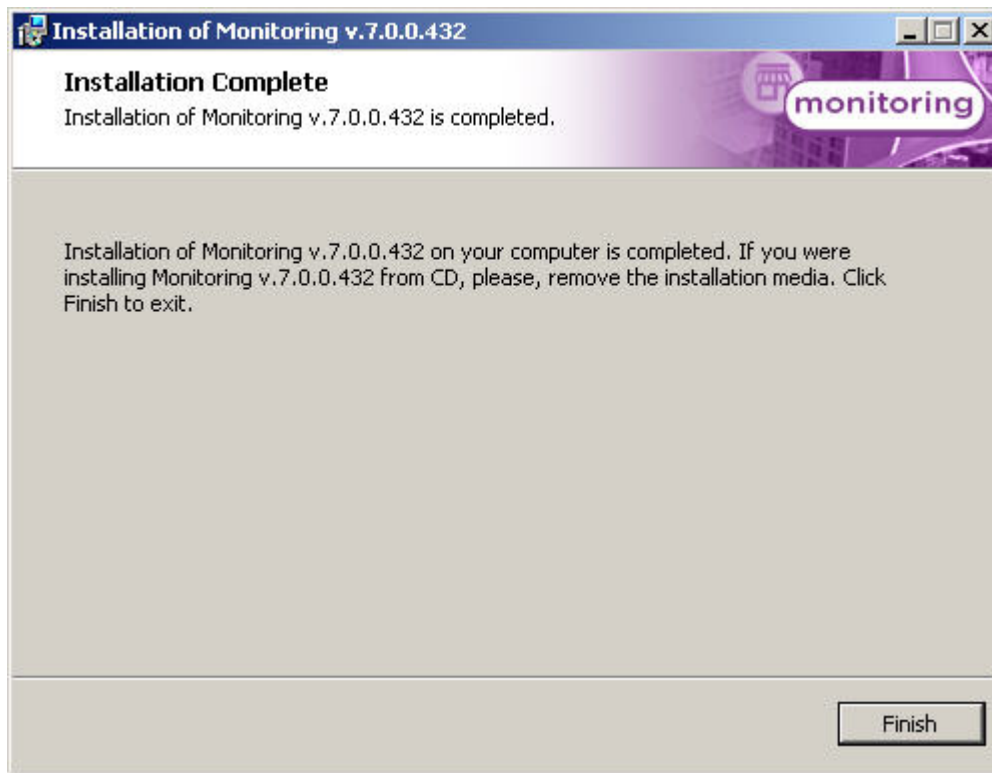 Installation of Monitoring v.7.0.0.432
Installation Complete
Installation of Monitoring v.7.0.0.432 is completed.
monitoring
Installation of Monitoring v.7.0.0.432 on your computer is completed. If you were
installing Monitoring v.7.0.0.432 from CD, please, remove the installation media. Click
Finish to exit.
Finish